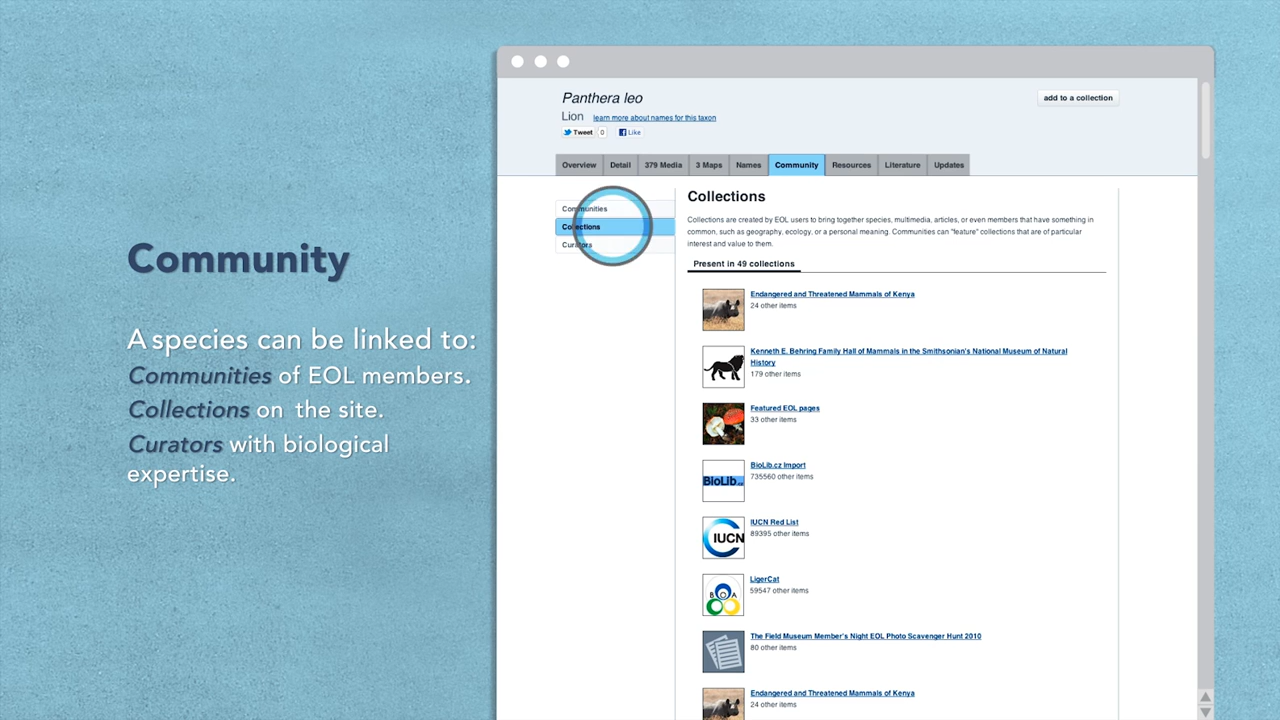 Community
A species can be linked to:
Communities of EOL members.
Collections on the site.
Curators with biological
expertise.
Panthera leo
add to a collection
Lion learn more about names for this taxon
Tweet 0 Like
Overview Detail 379 Media 3 Maps Names Community Resources Literature Updates
Communities
Collections
Curators
Collections
Collections are created by EOL users to bring together species, multimedia, articles, or even members that have something in
common, such as geography, ecology, or a personal meaning. Communities can "feature" collections that are of particular
interest and value to them.
Present in 49 collections
Endangered and Threatened Mammals of Kenya
24 other items
Kenneth E. Behring Family Hall of Mammals in the Smithsonian's National Museum of Natural
History
179 other items
Featured EOL pages
33 other items
BioLib.cz Import
735560 other items
IUCN Red List
IUCN
89395 other items
LigerCat
59547 other items
The Field Museum Member's Night EOL Photo Scavenger Hunt 2010
80 other items
Endangered and Threatened Mammals of Kenya
24 other items